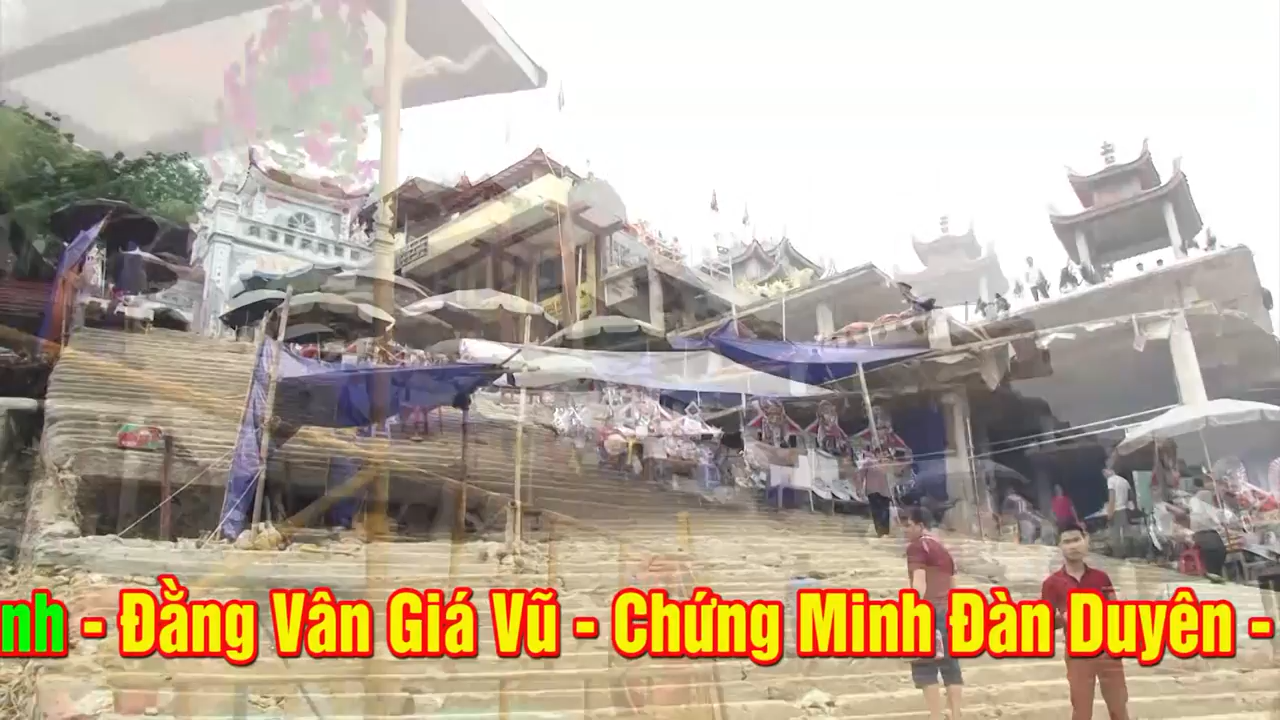 nh - Đằng Vân Giá Vũ - Chứng Minh Đàn Duyên -